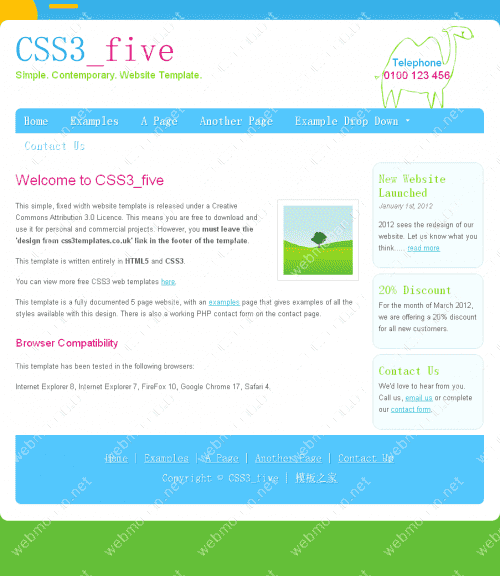 CSS3_five
Simple. Contemporary. Website Template.
Telephone
0100 123 456
Home Examples A Page Another Page Example Drop Down
Contact Us
Welcome to CSS3_five
This simple, fixed width website template is released under a Creative
Commons Attribution 3.0 Licence. This means you are free to download and
use it for personal and commercial projects. However, you must leave the
'design from css3templates.co.uk' link in the footer of the template.
This template is written entirely in HTML5 and CSS3.
You can view more free CSS3 web templates here.
This template is a fully documented 5 page website, with an examples page that gives examples of all the
styles available with this design. There is also a working PHP contact form on the contact page.
Browser Compatibility
This template has been tested in the following browsers:
Internet Explorer 8, Internet Explorer 7, FireFox 10, Google Chrome 17, Safari 4.
New Website
Launched
January 1st, 2012
2012 sees the redesign of our
website. Let us know what you
think..... read more
20% Discount
For the month of March 2012,
we are offering a 20% discount
for all new customers.
Contact Us
We'd love to hear from you.
Call us, email us or complete
our contact form.
Home | Examples | A Page | Another Page | Contact Us
Copyright © CSS3_five | 模板之家